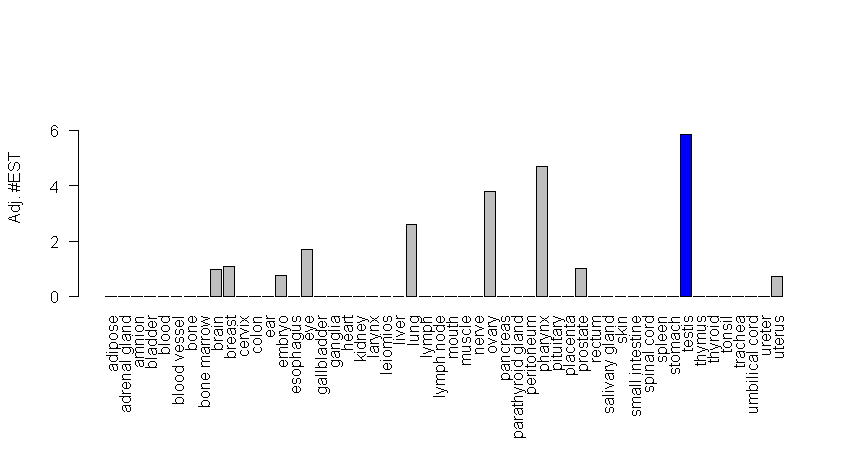 Adj. #EST
6
4
2
0
adipose
adrenal gland
amnion
bladder
blood
blood vessel
bone
bone marrow
brain
breast
cervix
colon
ear
embryo
esophagus
eye
gallbladder
ganglia
heart
kidney
larynx
leiomios
liver
lung
lymph
lymph node
mouth
muscle
nerve
ovary
pancreas
parathyroid gland
peritoneum
pharynx
pituitary
placenta
prostate
rectum
salivary gland
skin
small intestine
spinal cord
spleen
stomach
testis
thymus
thyroid
tonsil
trachea
umbilical cord
ureter
uterus